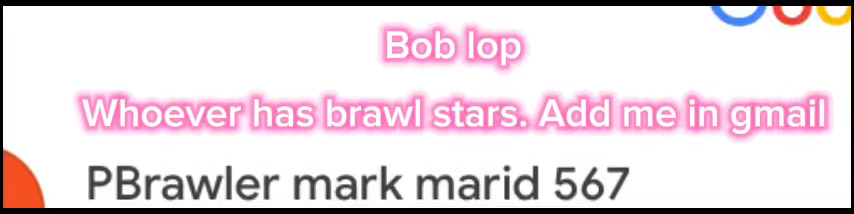 Bob lop
Whoever has brawl stars. Add me in gmail
PBrawler mark marid 567